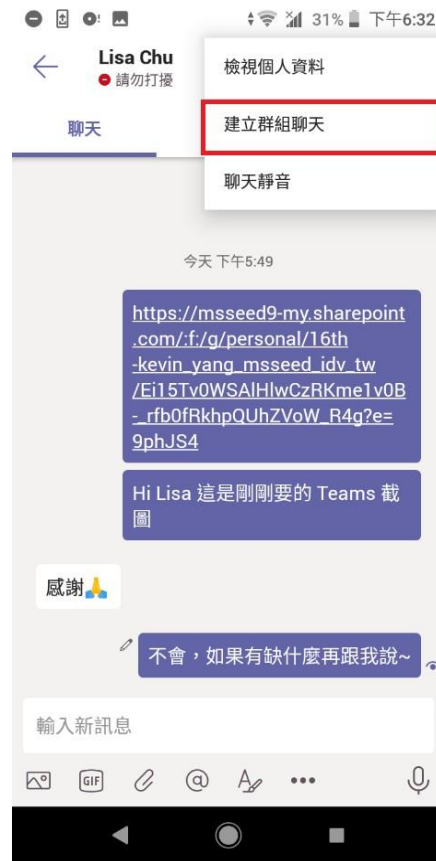 31% 下午6:32
Lisa Chu
請勿打擾
檢視個人資料
建立群組聊天
聊天靜音
聊天
今天 下午5:49
https://msseed9-my.sharepoint
.com/:f:/g/personal/16th
-kevin_yang_msseed_idv_tw
/Ei15Tv0WSAlHlwCzRKme1v0B
-_rfb0fRkhpQUhZVoW_R4g?e=
9phJS4
Hi Lisa 這是剛剛要的 Teams 截
圖
感謝🙏
不會，如果有缺什麼再跟我說~
輸入新訊息
GIF